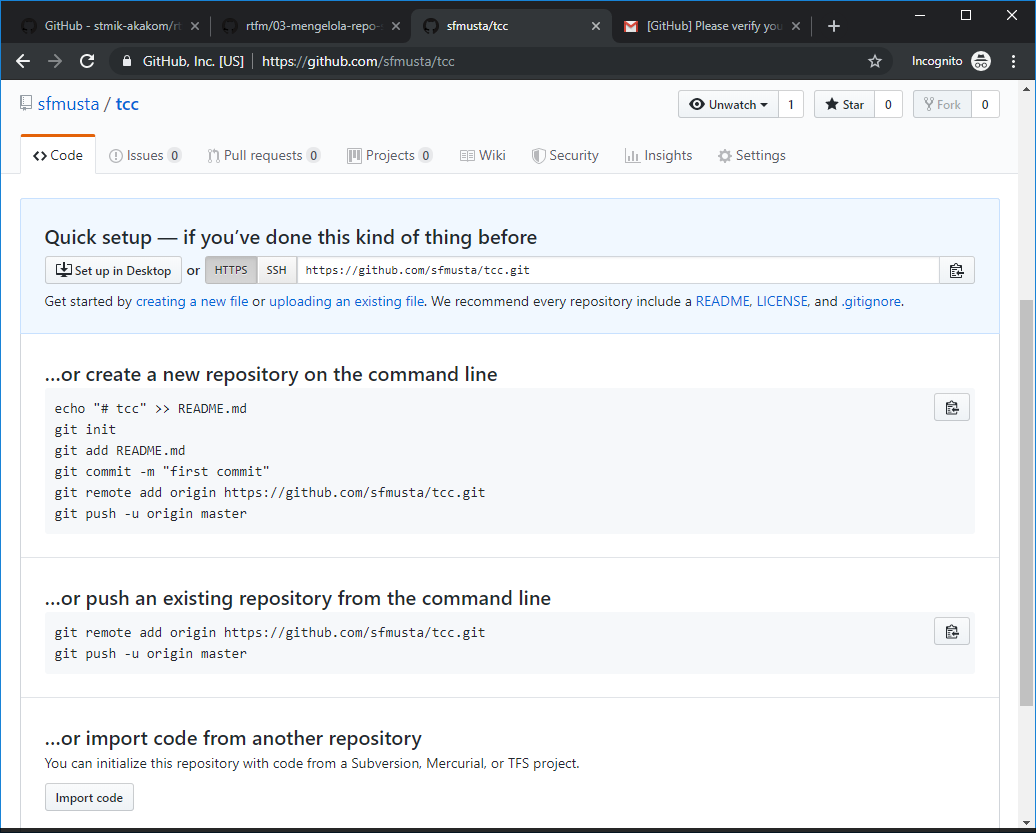 GitHub - stmik-akakom/rt
rtfm/03-mengelola-repo-
sfmusta/tcc
[GitHub] Please verify you
GitHub, Inc. [US] | https://github.com/sfmusta/tcc
Incognito
sfmusta / tcc
Unwatch 1 Star 0 Fork 0
Code Issues 0 Pull requests 0 Projects 0 Wiki Security Insights Settings
Quick setup — if you’ve done this kind of thing before
Set up in Desktop or HTTPS SSH https://github.com/sfmusta/tcc.git
Get started by creating a new file or uploading an existing file. We recommend every repository include a README, LICENSE, and .gitignore.
…or create a new repository on the command line
echo "# tcc" >> README.md
git init
git add README.md
git commit -m "first commit"
git remote add origin https://github.com/sfmusta/tcc.git
git push -u origin master
…or push an existing repository from the command line
git remote add origin https://github.com/sfmusta/tcc.git
git push -u origin master
…or import code from another repository
You can initialize this repository with code from a Subversion, Mercurial, or TFS project.
Import code